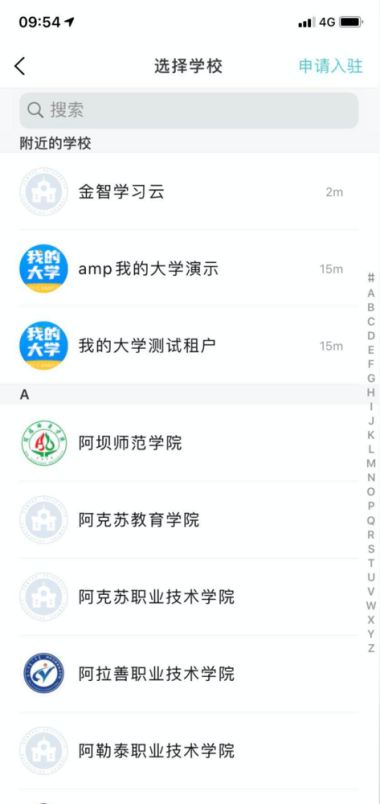 09:54
4G
选择学校
申请入驻
搜索
附近的学校
金智学习云
2m
我的
大学
amp我的大学演示
15m
我的
大学
我的大学测试租户
15m
A
阿坝师范学院
阿克苏教育学院
阿克苏职业技术学院
阿拉善职业技术学院
阿勒泰职业技术学院
#
A
B
C
D
E
F
G
H
I
J
K
L
M
N
O
P
Q
R
S
T
U
V
W
X
Y
Z